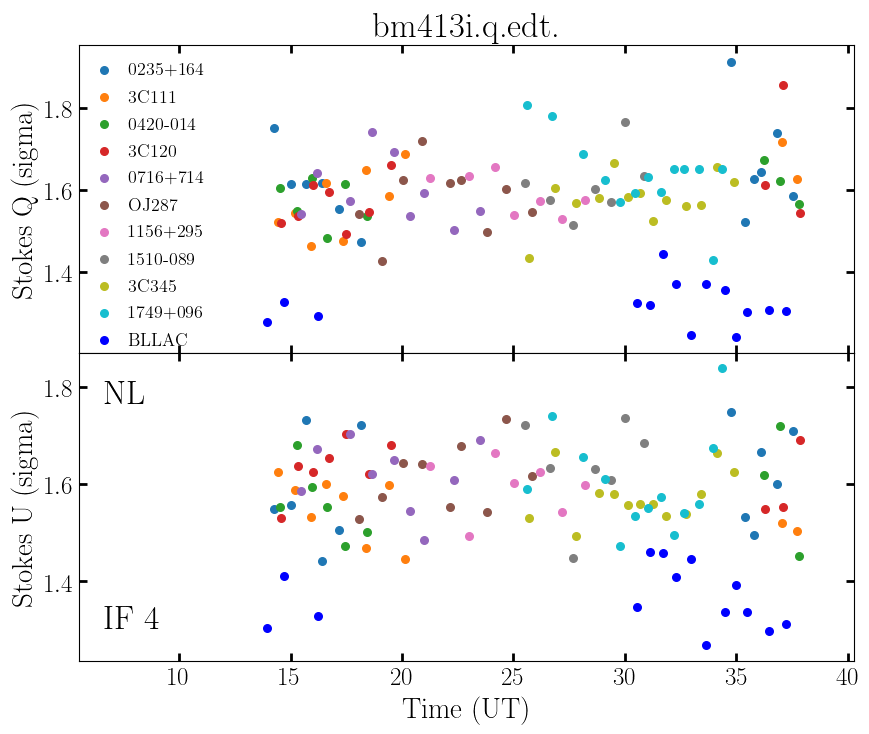 bm413i.q.edt.
Stokes Q (sigma)
1.8
1.6
1.4
0235+164
3C111
0420-014
3C120
0716+714
OJ287
1156+295
1510-089
3C345
1749+096
BLLAC
Stokes U (sigma)
1.8
1.6
1.4
NL
IF 4
10 15 20 25 30 35 40
Time (UT)